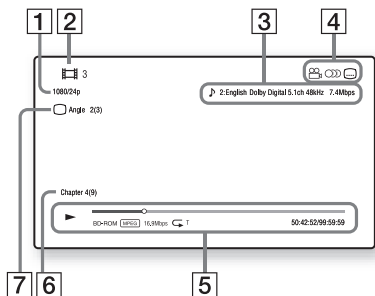 1 2 3 4
3
1080/24p
2:English Dolby Digital 5.1ch 48kHz 7.4Mbps
Angle 2(3)
Chapter 4(9)
BD-ROM MPEG 16,9Mbps T 50:42:52/99:59:59
7 6 5